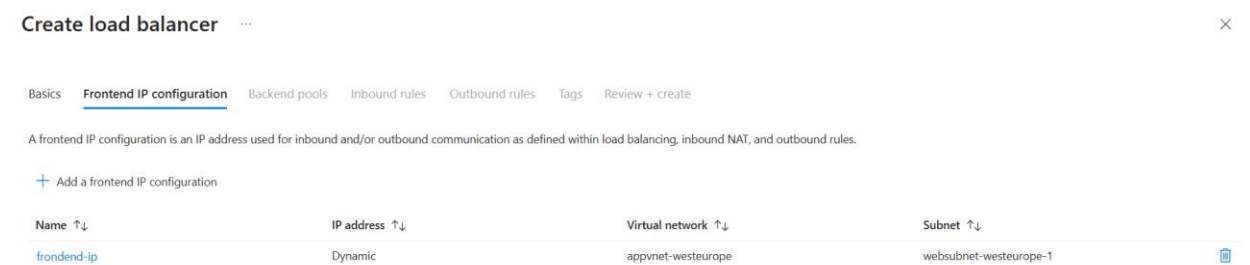 Create load balancer ...
Basics Frontend IP configuration Backend pools Inbound rules Outbound rules Tags Review + create
A frontend IP configuration is an IP address used for inbound and/or outbound communication as defined within load balancing, inbound NAT, and outbound rules.
+ Add a frontend IP configuration
Name ↑↓ IP address ↑↓ Virtual network ↑↓ Subnet ↑↓
frondend-ip Dynamic appvnet-westeurope websubnet-westeurope-1